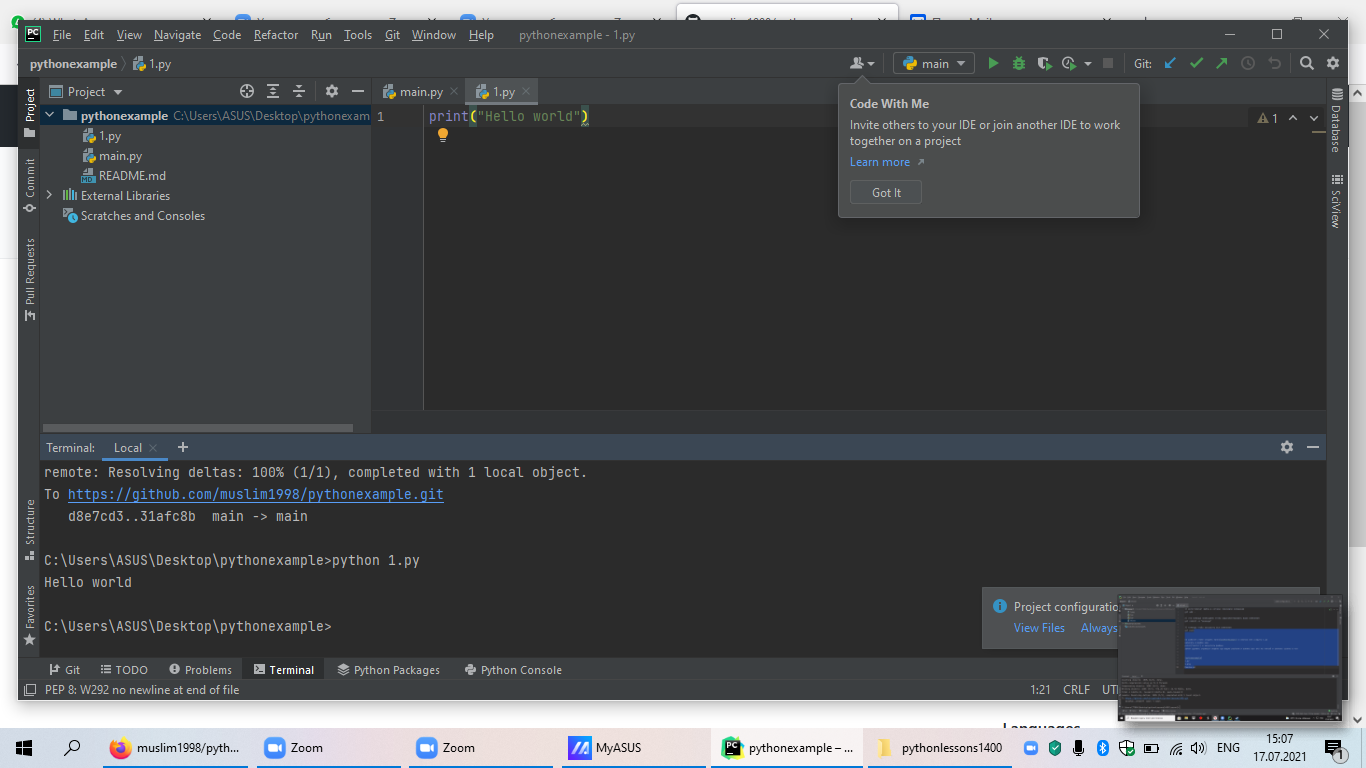 File Edit View Navigate Code Refactor Run Tools Git Window Help pythonexample - 1.py
pythonexample 1.py main Git:
Project main.py 1.py
pythonexample C:\Users\ASUS\Desktop\pythonexam
1.py
main.py
README.md
External Libraries
Scratches and Consoles
1 print("Hello world")
1
Code With Me
Invite others to your IDE or join another IDE to work
together on a project
Learn more
Got It
Project
Commit
Pull Requests
Structure
Favorites
Database
SciView
Terminal: Local
remote: Resolving deltas: 100% (1/1), completed with 1 local object.
To https://github.com/muslim1998/pythonexample.git
d8e7cd3..31afc8b main -> main
C:\Users\ASUS\Desktop\pythonexample>python 1.py
Hello world
C:\Users\ASUS\Desktop\pythonexample>
Project configuratio
View Files Always
Git TODO Problems Terminal Python Packages Python Console
PEP 8: W292 no newline at end of file 1:21 CRLF
Languages
muslim1998/pyth... Zoom Zoom MyASUS pythonexample – ... pythonlessons1400 ENG 15:07
17.07.2021
1